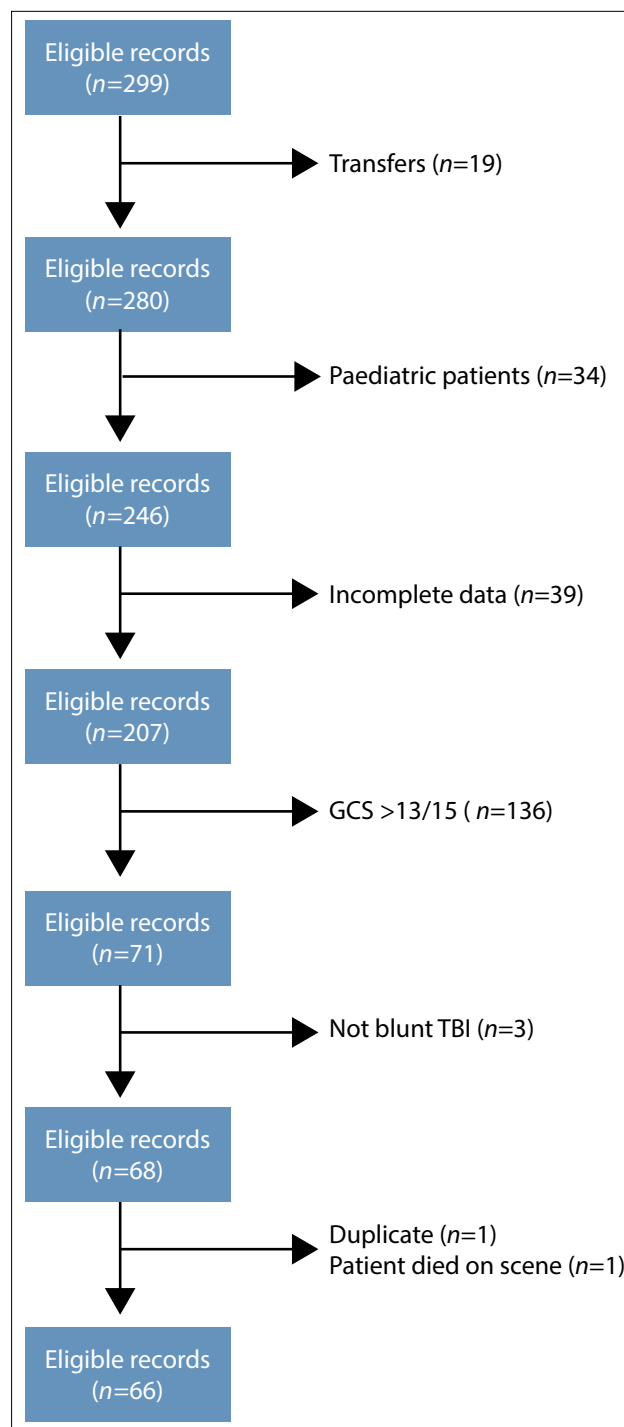 Eligible records
(n=299)
Transfers (n=19)
Eligible records
(n=280)
Paediatric patients (n=34)
Eligible records
(n=246)
Incomplete data (n=39)
Eligible records
(n=207)
GCS >13/15 ( n=136)
Eligible records
(n=71)
Not blunt TBI (n=3)
Eligible records
(n=68)
Duplicate (n=1)
Patient died on scene (n=1)
Eligible records
(n=66)